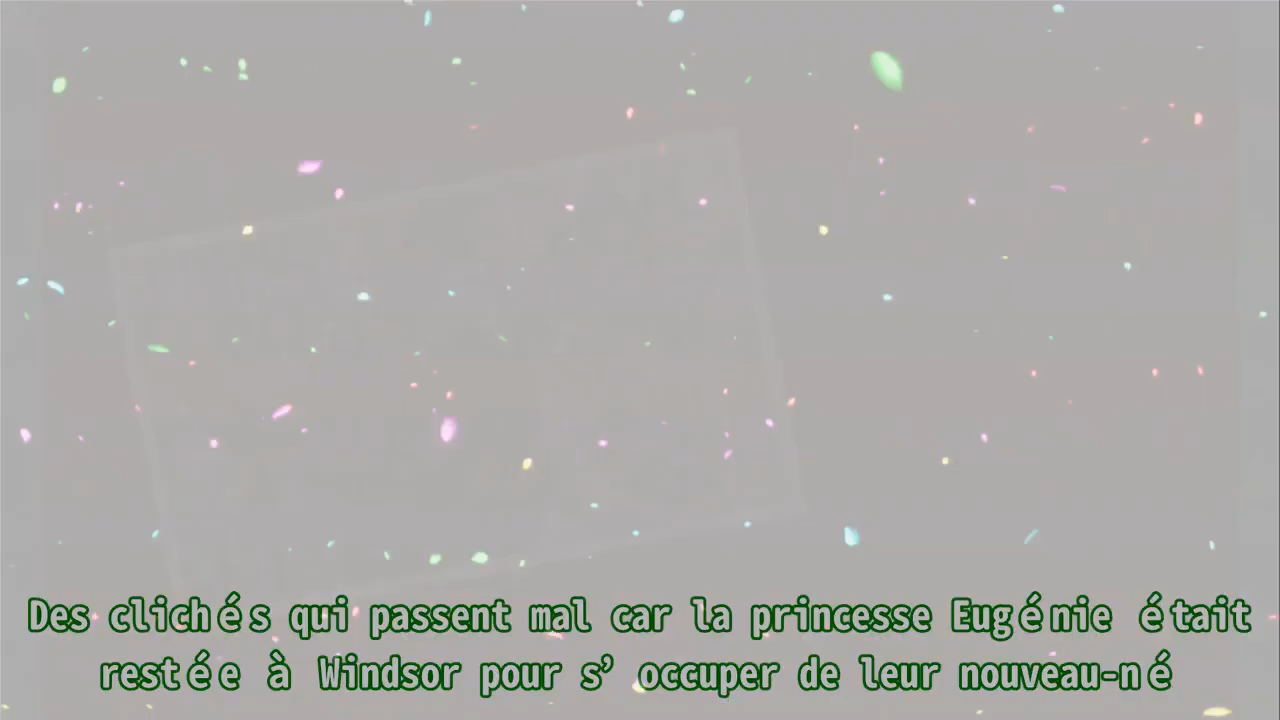 Des clichés qui passent mal car la princesse Eugénie était
restée à Windsor pour s’ occuper de leur nouveau-né